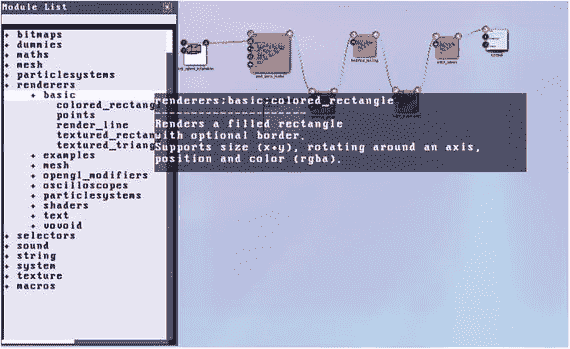 Module List
+ bitmaps
+ dummies
+ maths
+ mesh
+ particlesystems
+ renderers
+ basic
colored_rectang
points
render_line
textured_rectan
textured_triang
+ examples
+ mesh
+ opengl_modifiers
+ oscilloscopes
+ particlesystems
+ shaders
+ text
+ vovoid
+ selectors
+ sound
+ string
+ system
+ texture
+ macros
renderers:basic:colored_rectangle
Renders a filled rectangle
with optional border.
Supports size (x+y), rotating around an axis,
position and color (rgba).